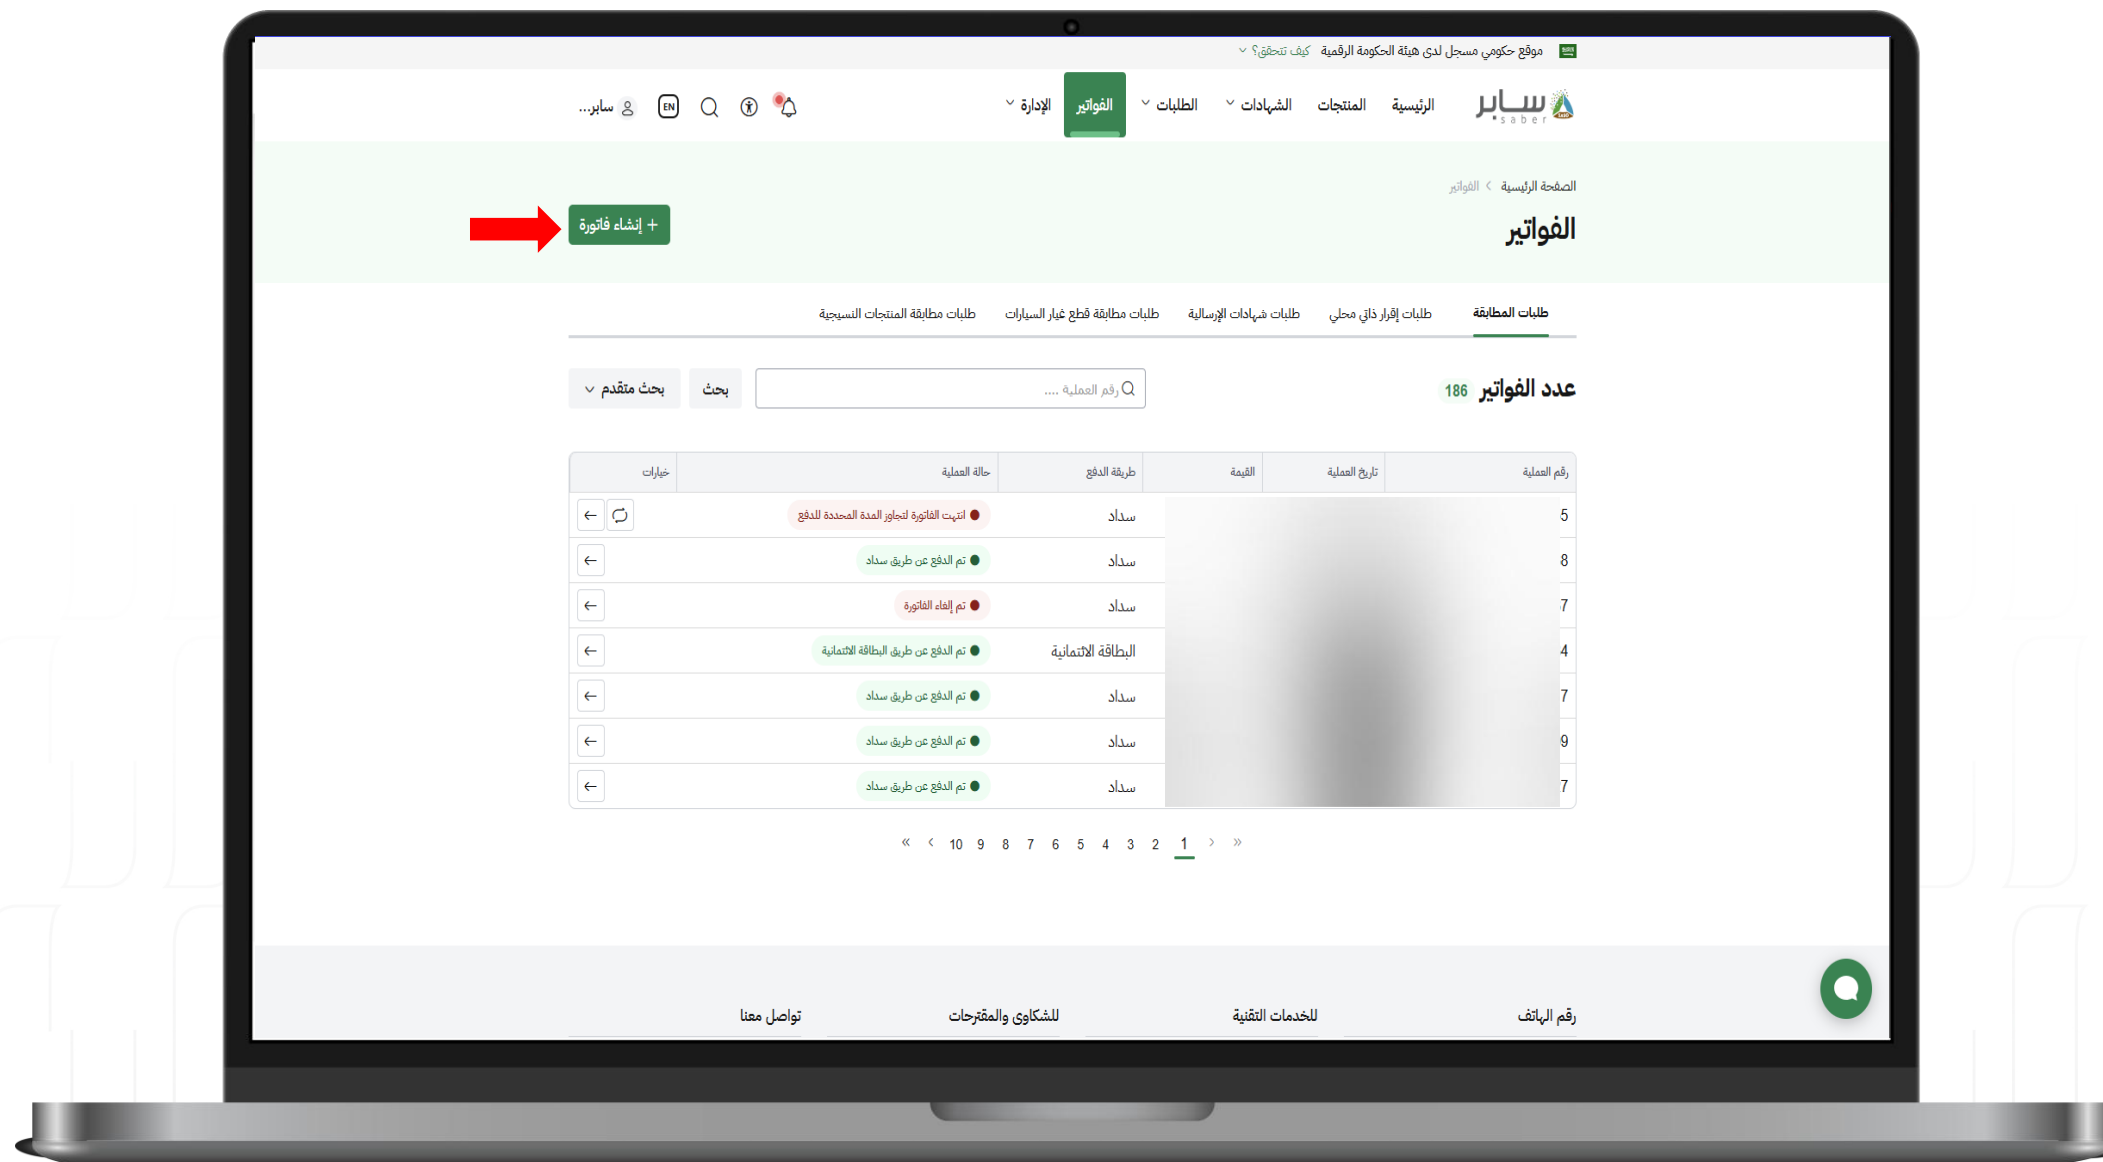 موقع حكومي مسجل لدى هيئة الحكومة الرقمية كيف تتحقق؟
سابر
saber
الرئيسية المنتجات الشهادات الطلبات الفواتير الإدارة
EN سابر...
الصفحة الرئيسية الفواتير
الفواتير
+ إنشاء فاتورة
طلبات المطابقة طلبات إقرار ذاتي محلي طلبات شهادات الإرسالية طلبات مطابقة قطع غيار السيارات طلبات مطابقة المنتجات النسيجية
عدد الفواتير 186
رقم العملية ....
بحث
بحث متقدم
رقم العملية تاريخ العملية القيمة طريقة الدفع حالة العملية خيارات
5 سداد انتهت الفاتورة لتجاوز المدة المحددة للدفع
8 سداد تم الدفع عن طريق سداد
7 سداد تم إلغاء الفاتورة
4 البطاقة الائتمانية تم الدفع عن طريق البطاقة الائتمانية
7 سداد تم الدفع عن طريق سداد
9 سداد تم الدفع عن طريق سداد
7 سداد تم الدفع عن طريق سداد
« ‹ 1 2 3 4 5 6 7 8 9 10 › »
رقم الهاتف للخدمات التقنية للشكاوى والمقترحات تواصل معنا